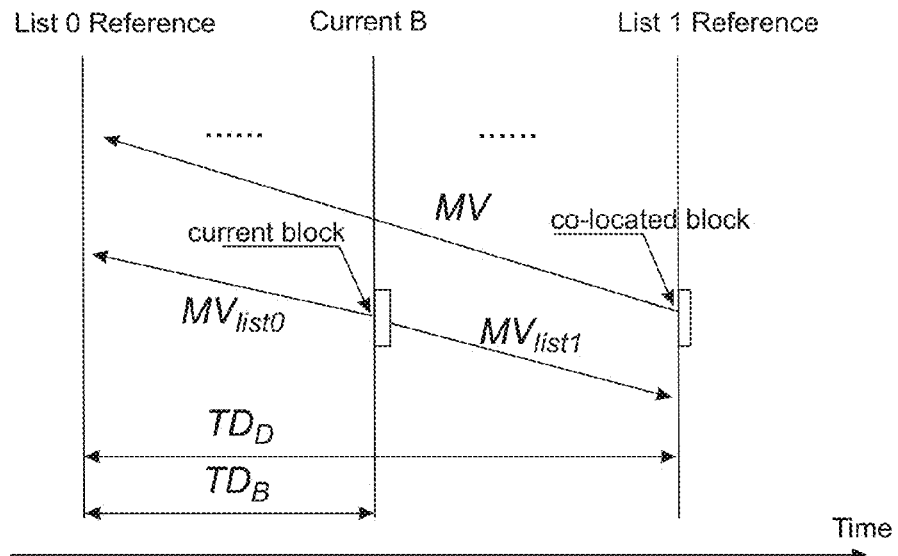 List 0 Reference Current B List 1 Reference
...... ......
MV
current block co-located block
MVlist0 MVlist1
TDD
TDB
Time